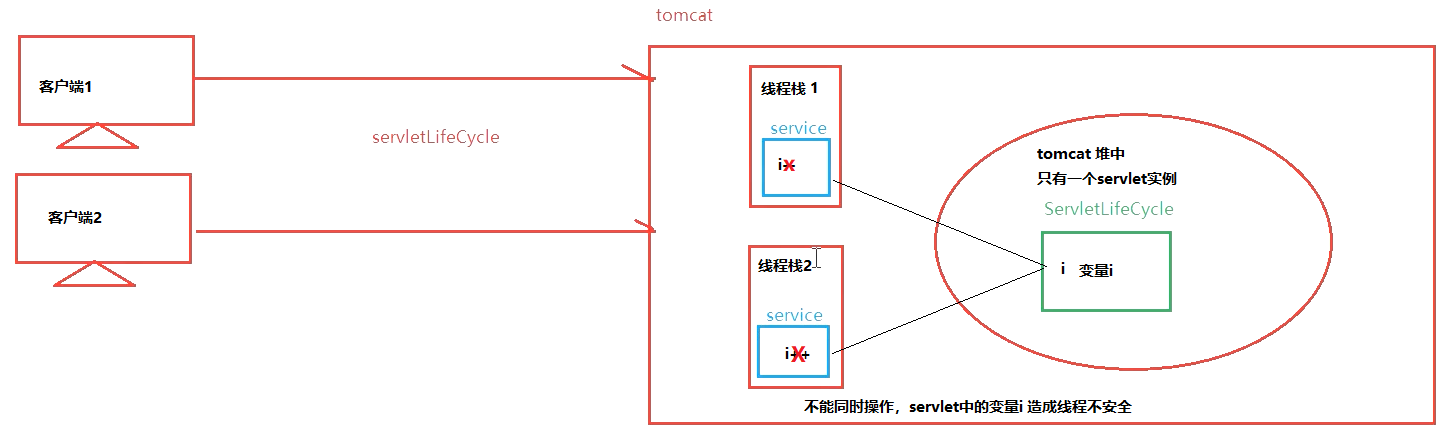 tomcat
客户端1
servletLifeCycle
客户端2
线程栈 1
service
i+
线程栈2
service
i++
tomcat 堆中
只有一个servlet实例
ServletLifeCycle
i 变量i
不能同时操作，servlet中的变量i 造成线程不安全